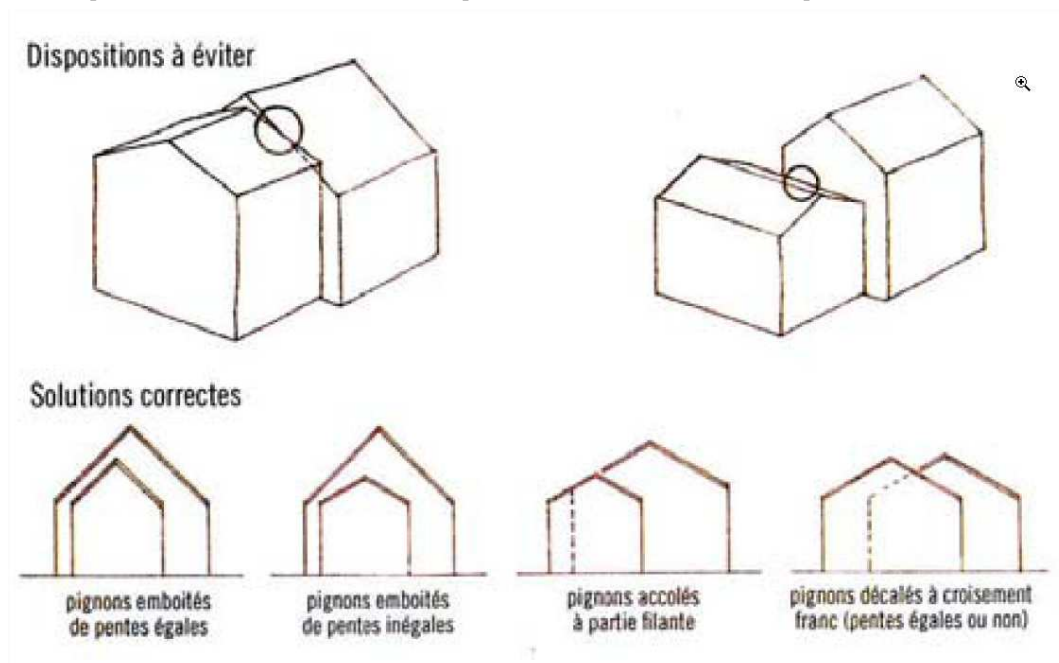 Dispositions à éviter
Solutions correctes
pignons emboités
de pentes égales
pignons emboités
de pentes inégales
pignons accolés
à partie filante
pignons décalés à croisement
franc (pentes égales ou non)